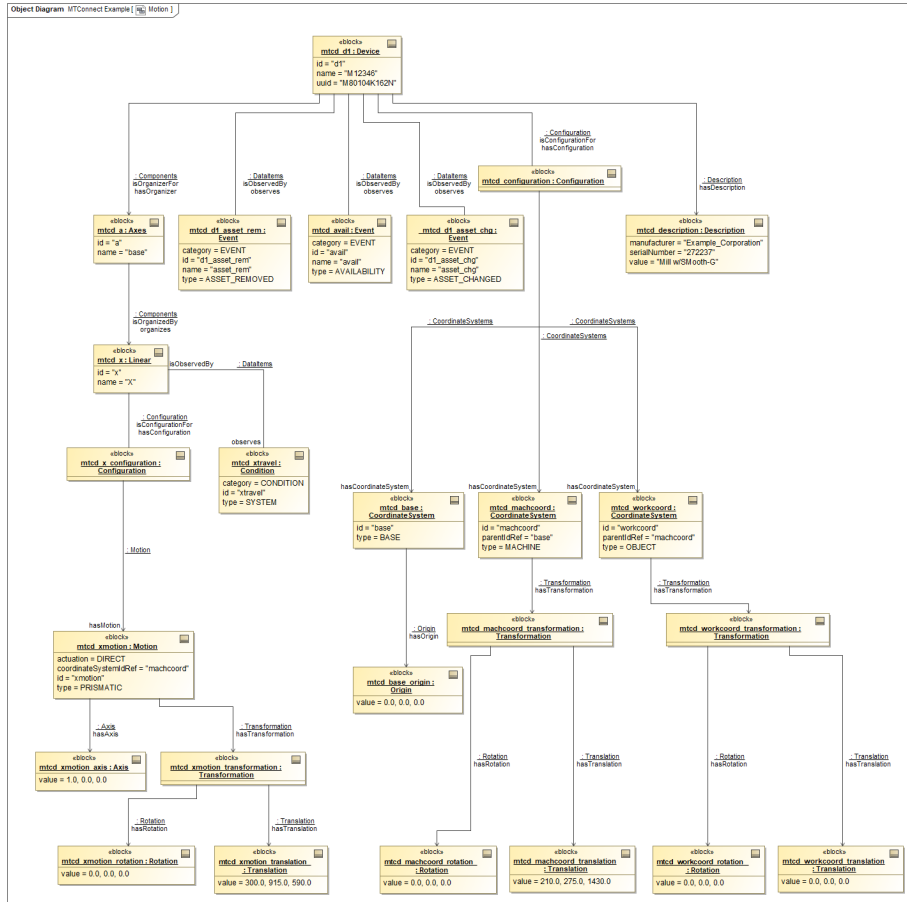 Object Diagram MTConnect Example [ Motion ]
«block»
mtcd_d1 : Device
id = "d1"
name = "M12346"
uuid = "M80104K162N"
: Components
isOrganizerFor
hasOrganizer
: DataItems
isObservedBy
observes
: DataItems
isObservedBy
observes
: DataItems
isObservedBy
observes
: Configuration
isConfigurationFor
hasConfiguration
: Description
hasDescription
«block»
mtcd_configuration : Configuration
«block»
mtcd_a : Axes
id = "a"
name = "base"
«block»
mtcd_d1_asset_rem :
Event
category = EVENT
id = "d1_asset_rem"
name = "asset_rem"
type = ASSET_REMOVED
«block»
mtcd_avail : Event
category = EVENT
id = "avail"
name = "avail"
type = AVAILABILITY
«block»
mtcd_d1_asset_chg :
Event
category = EVENT
id = "d1_asset_chg"
name = "asset_chg"
type = ASSET_CHANGED
«block»
mtcd_description : Description
manufacturer = "Example_Corporation"
serialNumber = "272237"
value = "Mill w/SMooth-G"
: Components
isOrganizedBy
organizes
: CoordinateSystems
: CoordinateSystems
: CoordinateSystems
«block»
mtcd_x : Linear
id = "x"
name = "X"
isObservedBy
: DataItems
observes
: Configuration
isConfigurationFor
hasConfiguration
«block»
mtcd_x_configuration :
Configuration
«block»
mtcd_xtravel :
Condition
category = CONDITION
id = "xtravel"
type = SYSTEM
hasCoordinateSystem
hasCoordinateSystem
hasCoordinateSystem
«block»
mtcd_base :
CoordinateSystem
id = "base"
type = BASE
«block»
mtcd_machcoord :
CoordinateSystem
id = "machcoord"
parentIdRef = "base"
type = MACHINE
«block»
mtcd_workcoord :
CoordinateSystem
id = "workcoord"
parentIdRef = "machcoord"
type = OBJECT
: Motion
hasMotion
: Transformation
hasTransformation
: Transformation
hasTransformation
: Origin
hasOrigin
«block»
mtcd_machcoord_transformation :
Transformation
«block»
mtcd_workcoord_transformation :
Transformation
«block»
mtcd_xmotion : Motion
actuation = DIRECT
coordinateSystemIdRef = "machcoord"
id = "xmotion"
type = PRISMATIC
«block»
mtcd_base_origin :
Origin
value = 0.0, 0.0, 0.0
: Axis
hasAxis
: Transformation
hasTransformation
«block»
mtcd_xmotion_axis : Axis
value = 1.0, 0.0, 0.0
«block»
mtcd_xmotion_transformation :
Transformation
: Rotation
hasRotation
: Translation
hasTranslation
: Rotation
hasRotation
: Translation
hasTranslation
: Rotation
hasRotation
: Translation
hasTranslation
«block»
mtcd_xmotion_rotation : Rotation
value = 0.0, 0.0, 0.0
«block»
mtcd_xmotion_translation
: Translation
value = 300.0, 915.0, 590.0
«block»
mtcd_machcoord_rotation :
Rotation
value = 0.0, 0.0, 0.0
«block»
mtcd_machcoord_translation
: Translation
value = 210.0, 275.0, 1430.0
«block»
mtcd_workcoord_rotation
: Rotation
value = 0.0, 0.0, 0.0
«block»
mtcd_workcoord_translation
: Translation
value = 0.0, 0.0, 0.0